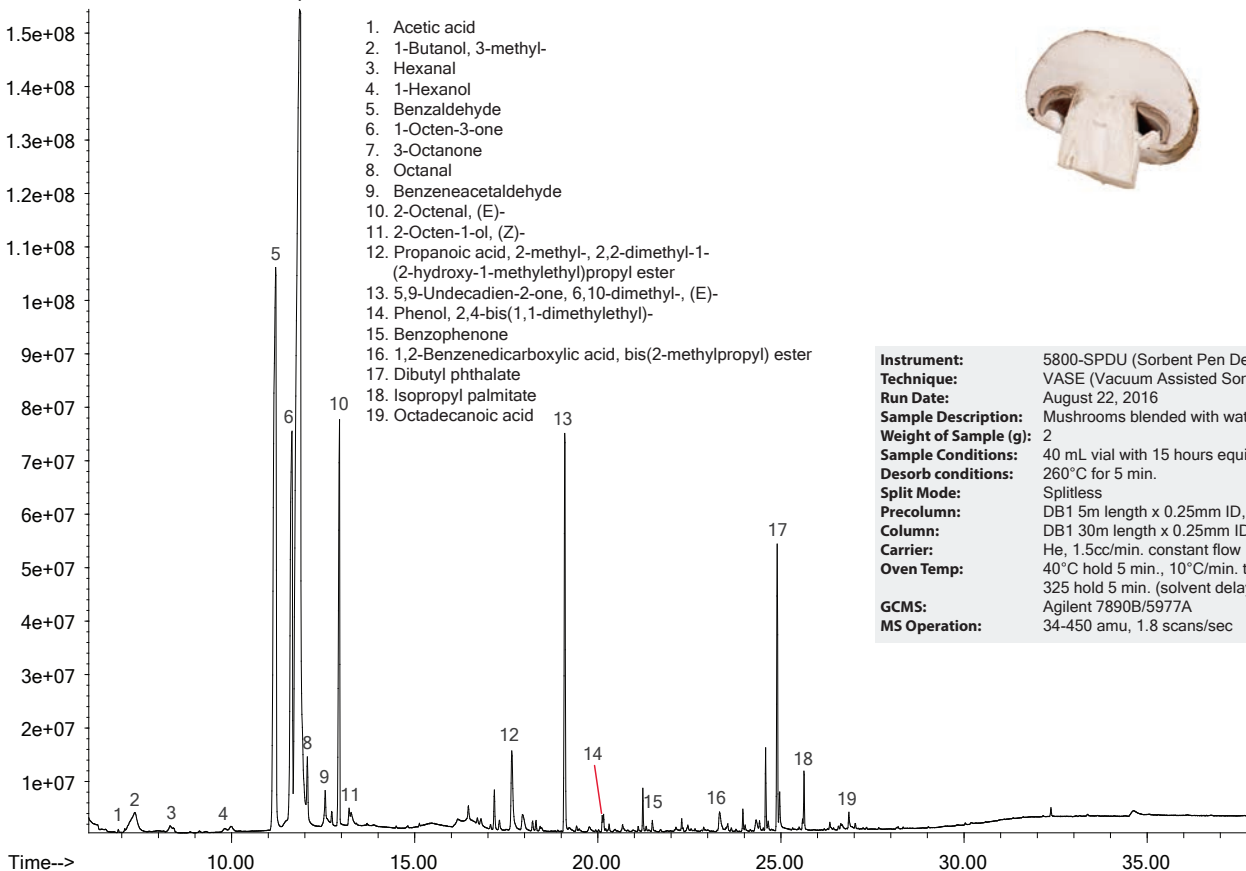 1.5e+08
1.4e+08
1.3e+08
1.2e+08
1.1e+08
1e+08
9e+07
8e+07
7e+07
6e+07
5e+07
4e+07
3e+07
2e+07
1e+07
Time-->
10.00
15.00
20.00
25.00
30.00
35.00
1
2
3
4
5
6
8
9
10
11
12
13
14
15
16
17
18
19
1. Acetic acid
2. 1-Butanol, 3-methyl-
3. Hexanal
4. 1-Hexanol
5. Benzaldehyde
6. 1-Octen-3-one
7. 3-Octanone
8. Octanal
9. Benzeneacetaldehyde
10. 2-Octenal, (E)-
11. 2-Octen-1-ol, (Z)-
12. Propanoic acid, 2-methyl-, 2,2-dimethyl-1-
(2-hydroxy-1-methylethyl)propyl ester
13. 5,9-Undecadien-2-one, 6,10-dimethyl-, (E)-
14. Phenol, 2,4-bis(1,1-dimethylethyl)-
15. Benzophenone
16. 1,2-Benzenedicarboxylic acid, bis(2-methylpropyl) ester
17. Dibutyl phthalate
18. Isopropyl palmitate
19. Octadecanoic acid
Instrument: 5800-SPDU (Sorbent Pen De
Technique: VASE (Vacuum Assisted Sor
Run Date: August 22, 2016
Sample Description: Mushrooms blended with wat
Weight of Sample (g): 2
Sample Conditions: 40 mL vial with 15 hours equi
Desorb conditions: 260°C for 5 min.
Split Mode: Splitless
Precolumn: DB1 5m length x 0.25mm ID,
Column: DB1 30m length x 0.25mm ID
Carrier: He, 1.5cc/min. constant flow
Oven Temp: 40°C hold 5 min., 10°C/min. t
325 hold 5 min. (solvent dela
GCMS: Agilent 7890B/5977A
MS Operation: 34-450 amu, 1.8 scans/sec